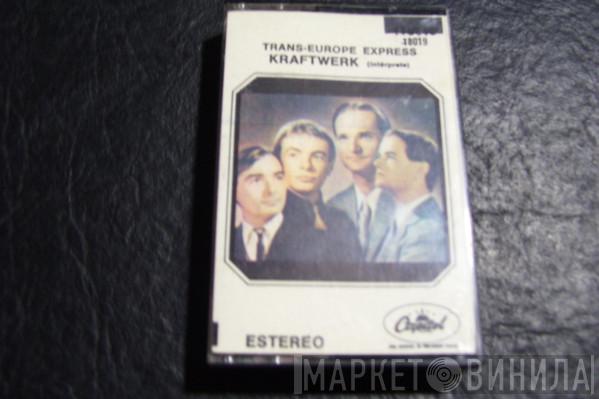 18019
TRANS-EUROPE EXPRESS
KRAFTWERK (intérprete)
ESTEREO
Capitol
МАРКЕТ ВИНИЛА